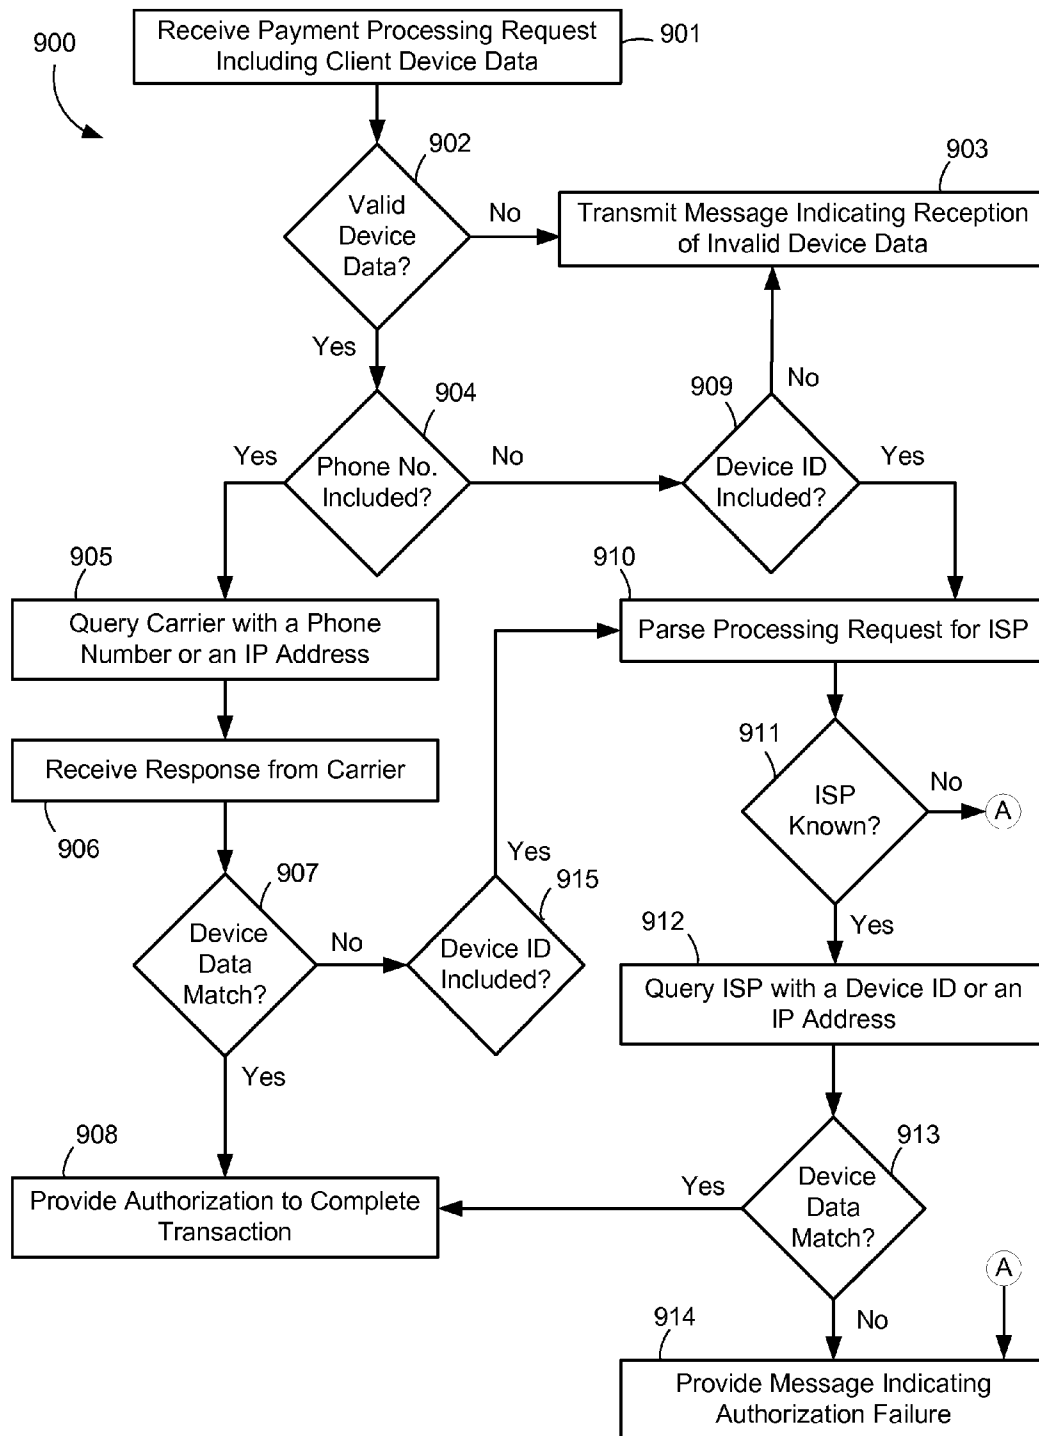 900
Receive Payment Processing Request
Including Client Device Data
901
902
Valid
Device
Data?
No
903
Transmit Message Indicating Reception
of Invalid Device Data
Yes
904
Phone No.
Included?
Yes
No
909
Device ID
Included?
No
Yes
905
Query Carrier with a Phone
Number or an IP Address
910
Parse Processing Request for ISP
Receive Response from Carrier
906
911
ISP
Known?
No
A
Yes
907
Device
Data
Match?
No
915
Device ID
Included?
Yes
912
Query ISP with a Device ID or an
IP Address
Yes
908
Provide Authorization to Complete
Transaction
913
Device
Data
Match?
Yes
No
A
914
Provide Message Indicating
Authorization Failure